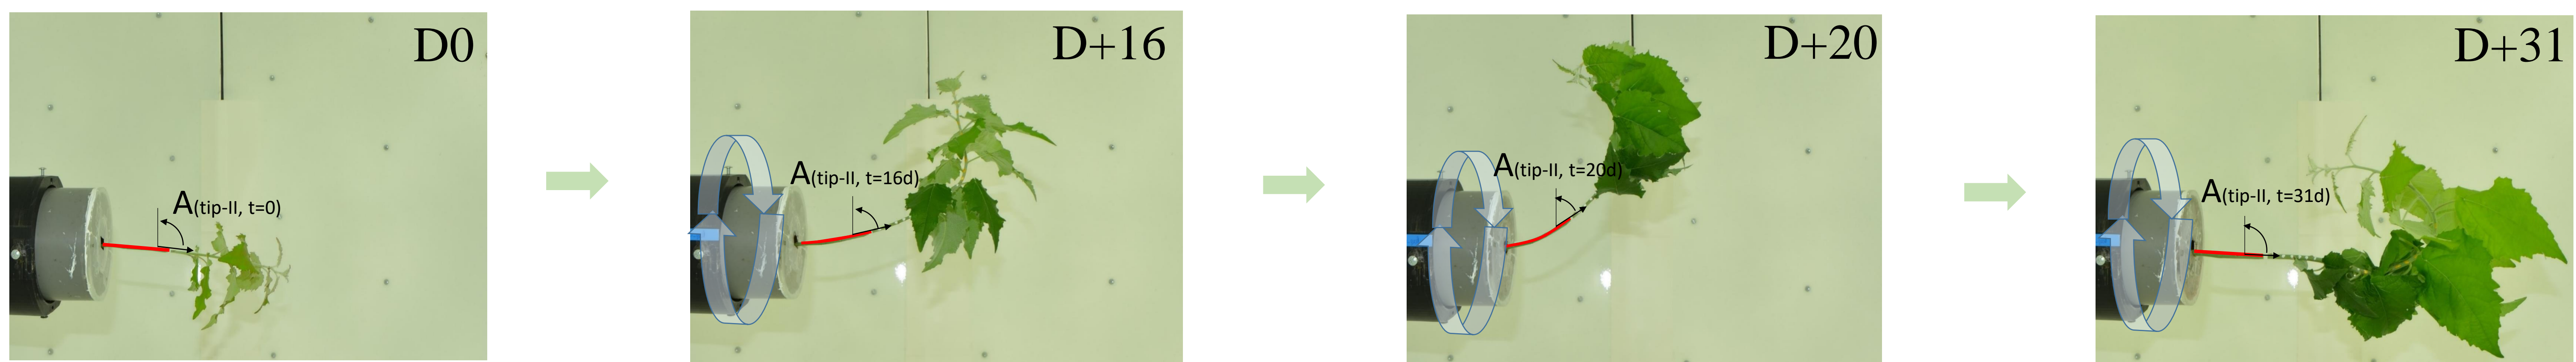 D0
A(tip-II, t=0)
D+16
A(tip-II, t=16d)
D+20
A(tip-II, t=20d)
D+31
A(tip-II, t=31d)